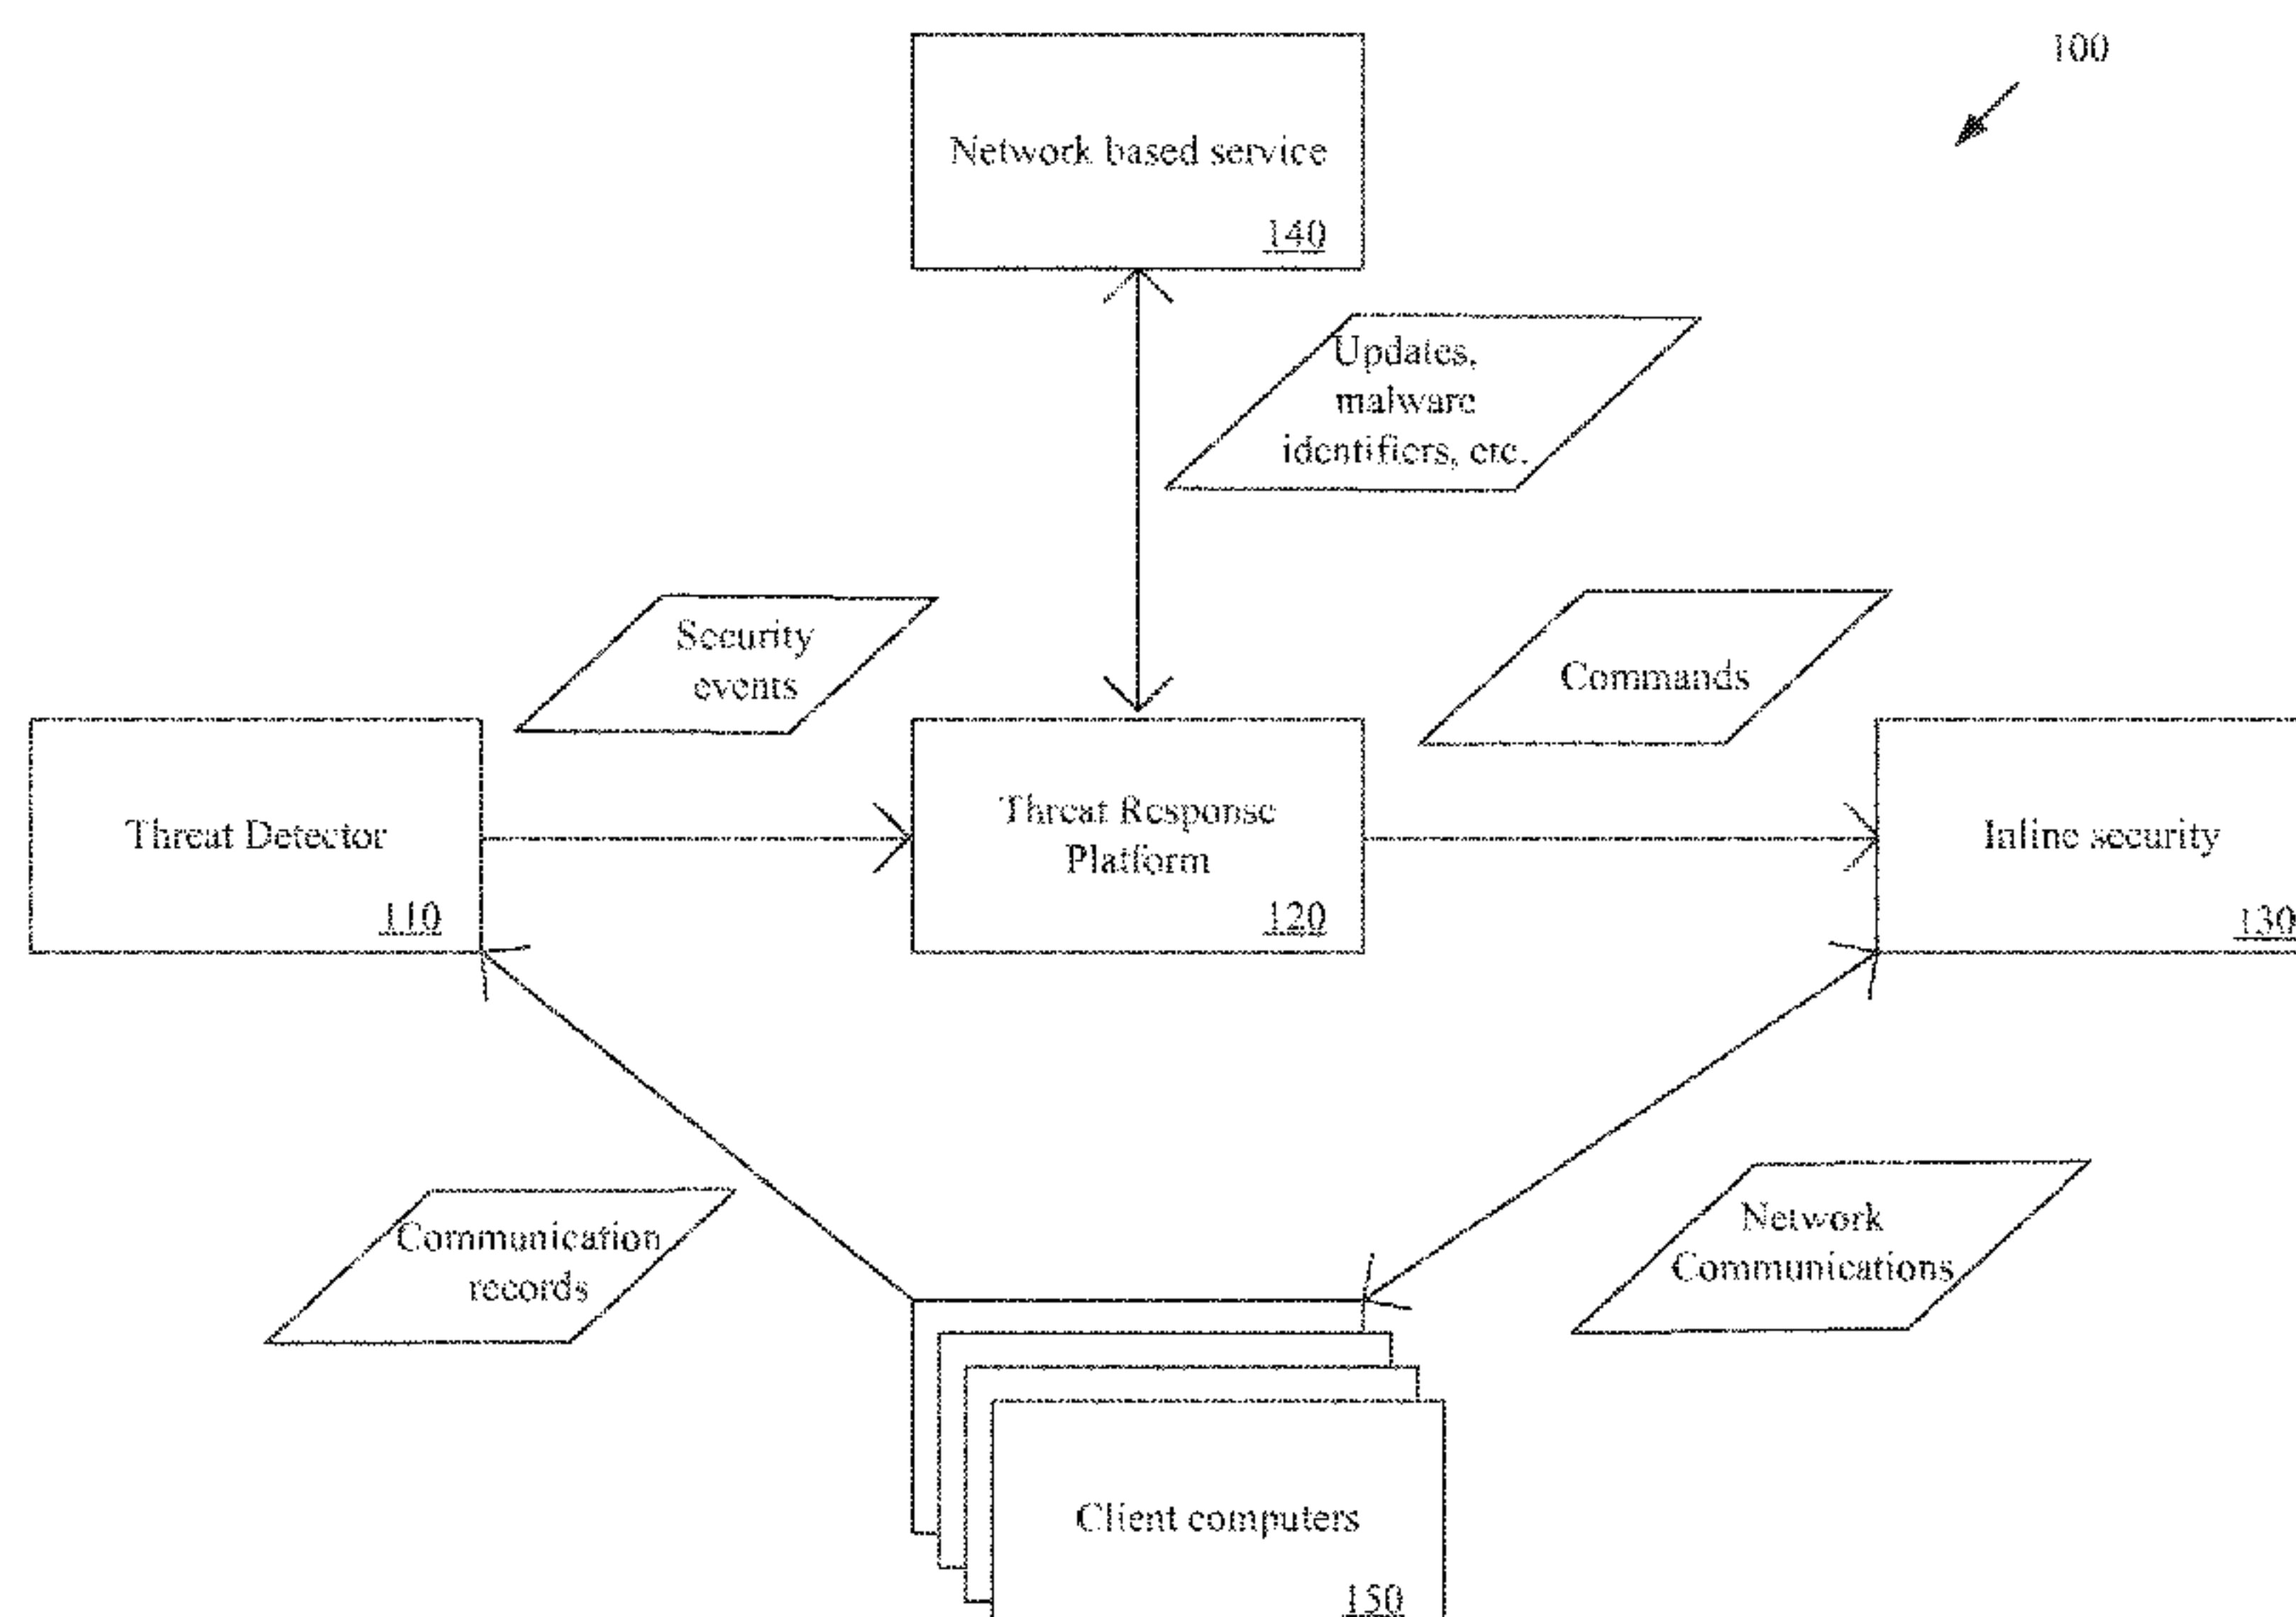 100
Network based service
140
Updates,
malware
identifiers, etc.
Security
events
Commands
Threat Detector
110
Threat Response
Platform
120
Inline security
130
Communication
records
Network
Communications
Client computers
150